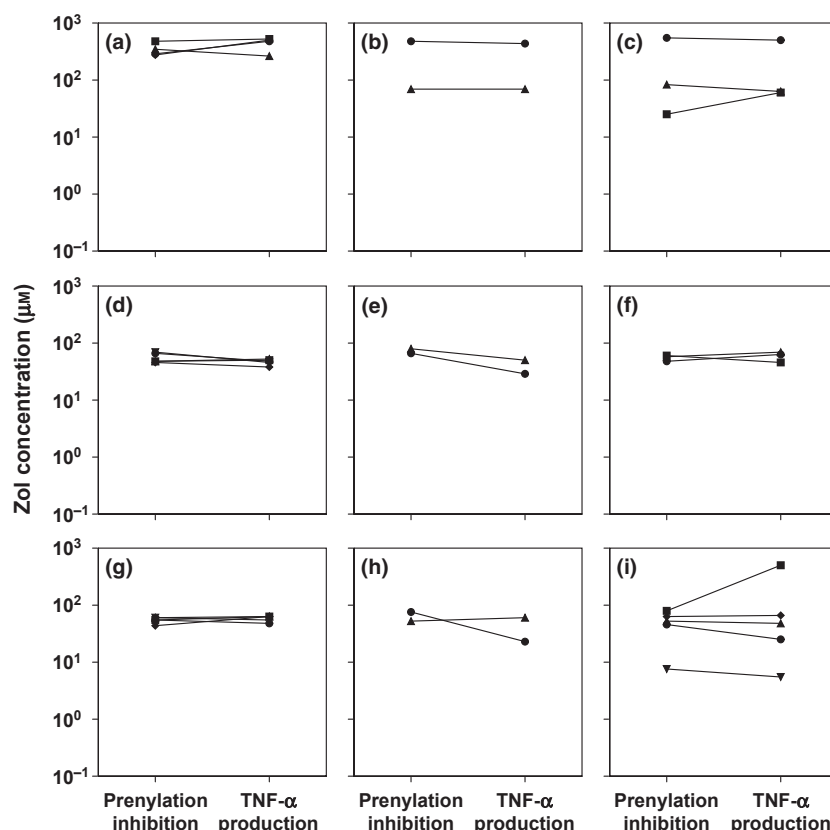 (a)
(b)
(c)
10³
10²
10¹
10⁰
10⁻¹
(d)
(e)
(f)
10³
10²
10¹
10⁰
10⁻¹
Zol concentration (μM)
(g)
(h)
(i)
10³
10²
10¹
10⁰
10⁻¹
Prenylation
inhibition
TNF-α
production
Prenylation
inhibition
TNF-α
production
Prenylation
inhibition
TNF-α
production